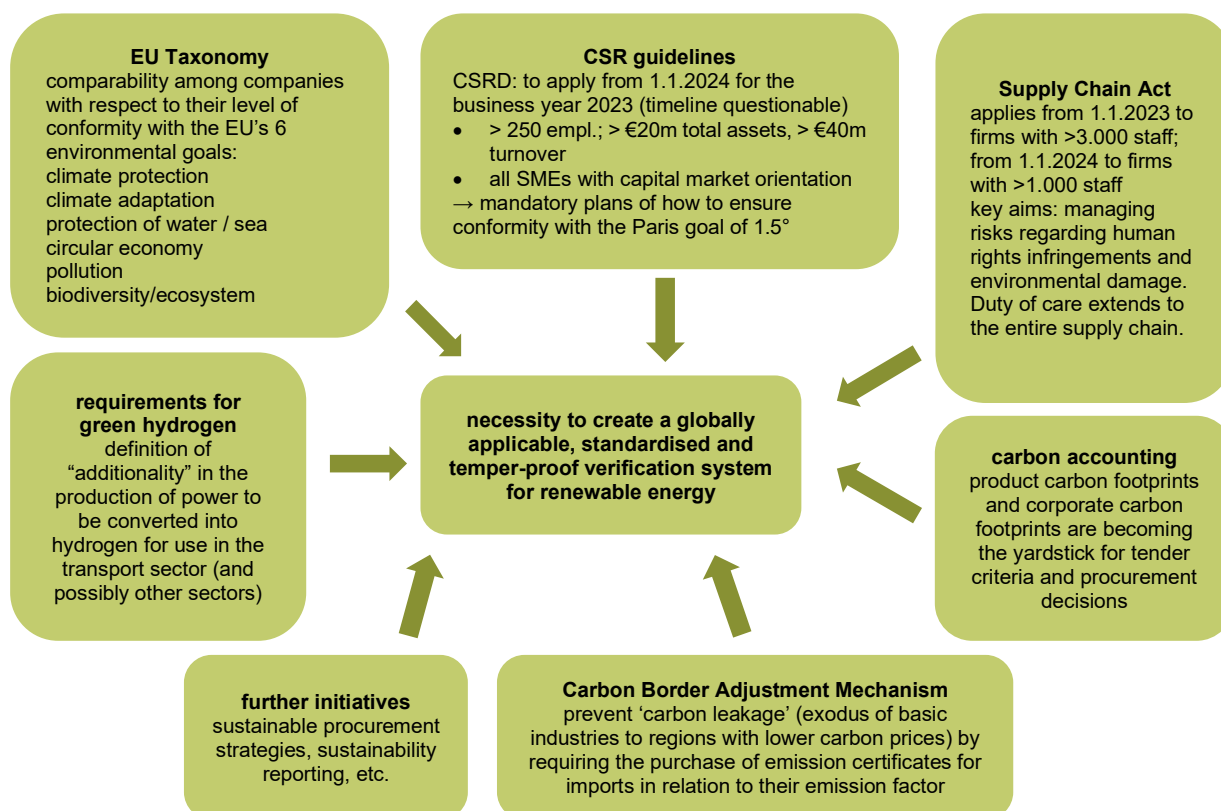 EU Taxonomy
comparability among companies
with respect to their level of
conformity with the EU’s 6
environmental goals:
climate protection
climate adaptation
protection of water / sea
circular economy
pollution
biodiversity/ecosystem
CSR guidelines
CSRD: to apply from 1.1.2024 for the
business year 2023 (timeline questionable)
• > 250 empl.; > €20m total assets, > €40m
turnover
• all SMEs with capital market orientation
→ mandatory plans of how to ensure
conformity with the Paris goal of 1.5°
Supply Chain Act
applies from 1.1.2023 to
firms with >3.000 staff;
from 1.1.2024 to firms
with >1.000 staff
key aims: managing
risks regarding human
rights infringements and
environmental damage.
Duty of care extends to
the entire supply chain.
requirements for
green hydrogen
definition of
“additionality” in the
production of power to
be converted into
hydrogen for use in the
transport sector (and
possibly other sectors)
necessity to create a globally
applicable, standardised and
temper-proof verification system
for renewable energy
carbon accounting
product carbon footprints
and corporate carbon
footprints are becoming
the yardstick for tender
criteria and procurement
decisions
further initiatives
sustainable procurement
strategies, sustainability
reporting, etc.
Carbon Border Adjustment Mechanism
prevent ‘carbon leakage’ (exodus of basic
industries to regions with lower carbon prices) by
requiring the purchase of emission certificates for
imports in relation to their emission factor